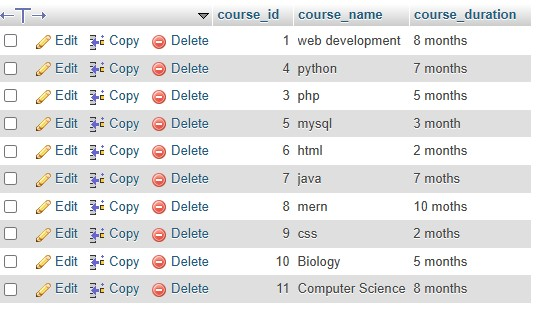 ←T→ course_id course_name course_duration
Edit Copy Delete 1 web development 8 months
Edit Copy Delete 4 python 7 months
Edit Copy Delete 3 php 5 months
Edit Copy Delete 5 mysql 3 month
Edit Copy Delete 6 html 2 months
Edit Copy Delete 7 java 7 moths
Edit Copy Delete 8 mern 10 moths
Edit Copy Delete 9 css 2 moths
Edit Copy Delete 10 Biology 5 months
Edit Copy Delete 11 Computer Science 8 months